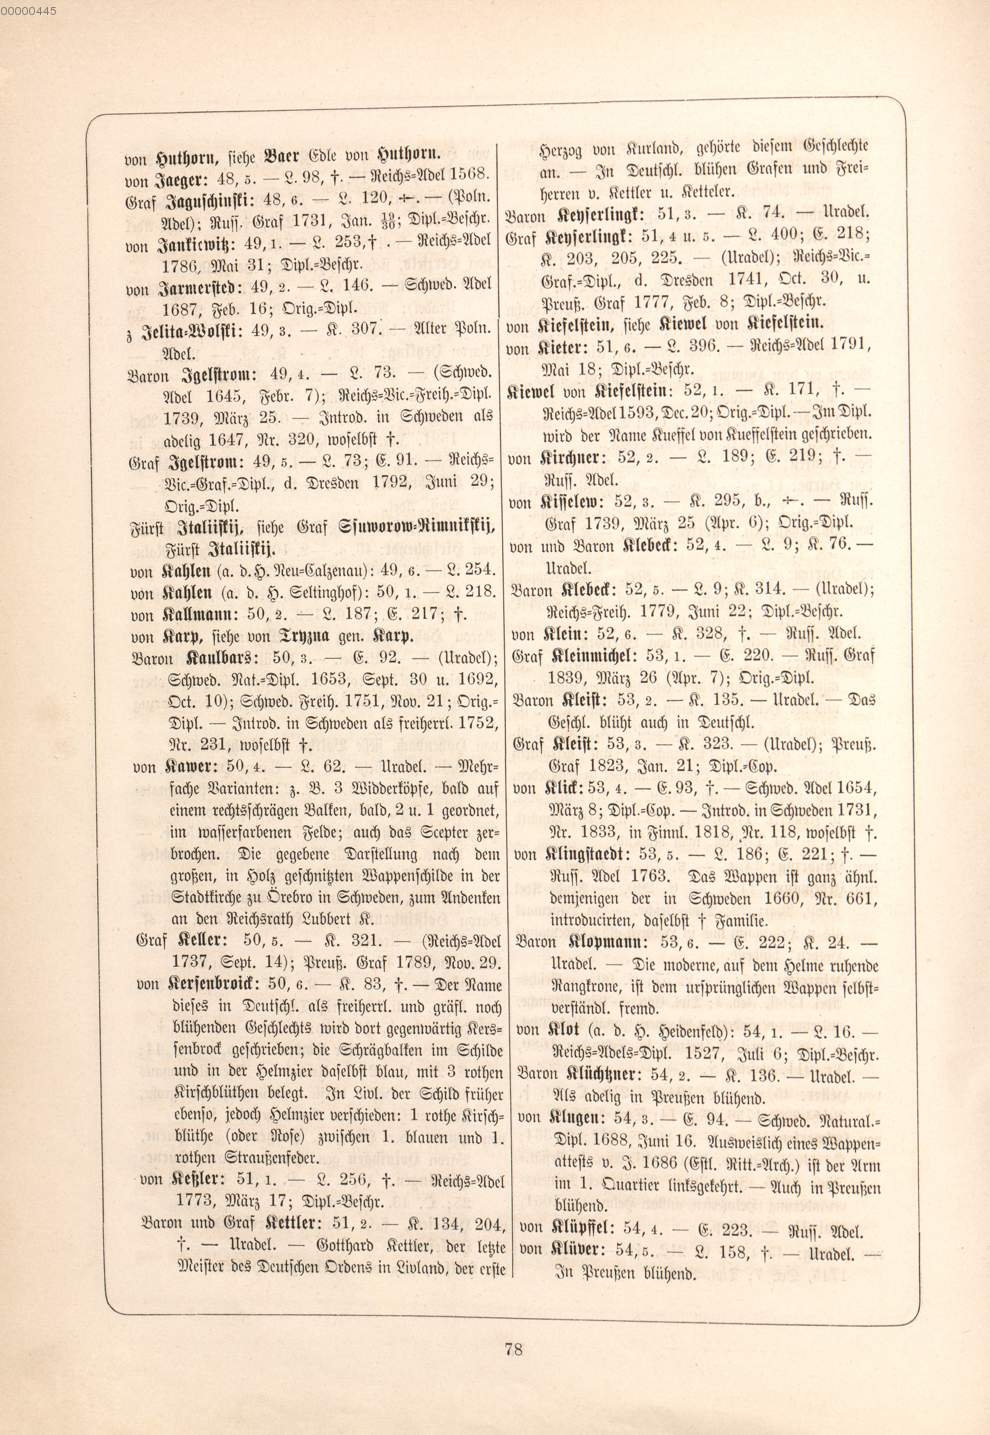 00000445
von Huthorn, siehe Baer Edle von Huthorn.
von Jaeger: 48, 5. — L. 98, †. — Reichs-Adel 1568.
Graf Jaguschinski: 48, 6. — L. 120, -÷-. — (Poln.
Adel); Russ. Graf 1731, Jan. 19/30; Dipl.-Beschr.
von Jankiewitz: 49, 1. — L. 253, † . — Reichs-Adel
1786, Mai 31; Dipl.-Beschr.
von Jarmersted: 49, 2. — L. 146. — Schwed. Adel
1687, Feb. 16; Orig.-Dipl.
z Jelita-Wolski: 49, 3. — K. 307. — Alter Poln.
Adel.
Baron Igelstrom: 49, 4. — L. 73. — (Schwed.
Adel 1645, Febr. 7); Reichs-Vic.-Freih.-Dipl.
1739, März 25. — Introd. in Schweden als
adelig 1647, Nr. 320, woselbst †.
Graf Igelstrom: 49, 5. — L. 73; E. 91. — Reichs-
Vic.-Graf.-Dipl., d. Dresden 1792, Juni 29;
Orig.-Dipl.
Fürst Italiiskij, siehe Graf Ssuworow-Rimnikskij,
Fürst Italiiskij.
von Kahlen (a. d. H. Neu-Calzenau): 49, 6. — L. 254.
von Kahlen (a. d. H. Seltinghof): 50, 1. — L. 218.
von Kallmann: 50, 2. — L. 187; E. 217; †.
von Karp, siehe von Tryzna gen. Karp.
Baron Kaulbars: 50, 3. — E. 92. — (Uradel);
Schwed. Nat.-Dipl. 1653, Sept. 30 u. 1692,
Oct. 10); Schwed. Freih. 1751, Nov. 21; Orig.-
Dipl. — Introd. in Schweden als freiherrl. 1752,
Nr. 231, woselbst †.
von Kawer: 50, 4. — L. 62. — Uradel. — Mehr-
fache Varianten: z. B. 3 Widderköpfe, bald auf
einem rechtsschrägen Balken, bald, 2 u. 1 geordnet,
im wasserfarbenen Felde; auch das Scepter zer-
brochen. Die gegebene Darstellung nach dem
großen, in Holz geschnitzten Wappenschilde in der
Stadtkirche zu Örebro in Schweden, zum Andenken
an den Reichsrath Lubbert K.
Graf Keller: 50, 5. — K. 321. — (Reichs-Adel
1737, Sept. 14); Preuß. Graf 1789, Nov. 29.
von Kersenbroick: 50, 6. — K. 83, †. — Der Name
dieses in Deutschl. als freiherrl. und gräfl. noch
blühenden Geschlechts wird dort gegenwärtig Kers-
senbrock geschrieben; die Schrägbalken im Schilde
und in der Helmzier daselbst blau, mit 3 rothen
Kirschblüthen belegt. In Livl. der Schild früher
ebenso, jedoch Helmzier verschieden: 1 rothe Kirsch-
blüthe (oder Rose) zwischen 1. blauen und 1.
rothen Straußenfeder.
von Keßler: 51, 1. — L. 256, †. — Reichs-Adel
1773, März 17; Dipl.-Beschr.
Baron und Graf Kettler: 51, 2. — K. 134, 204,
†. — Uradel. — Gotthard Kettler, der letzte
Meister des Deutschen Ordens in Livland, der erste
Herzog von Kurland, gehörte diesem Geschlechte
an. — In Deutschl. blühen Grafen und Frei-
herren v. Kettler u. Ketteler.
Baron Keyserlingk: 51, 3. — K. 74. — Uradel.
Graf Keyserlingk: 51, 4 u. 5. — L. 400; E. 218;
K. 203, 205, 225. — (Uradel); Reichs-Vic.-
Graf.-Dipl., d. Dresden 1741, Oct. 30, u.
Preuß. Graf 1777, Feb. 8; Dipl.-Beschr.
von Kieselstein, siehe Kiewel von Kieselstein.
von Kieter: 51, 6. — L. 396. — Reichs-Adel 1791,
Mai 18; Dipl.-Beschr.
Kiewel von Kieselstein: 52, 1. — K. 171, †. —
Reichs-Adel 1593, Dec. 20; Orig.-Dipl. — Im Dipl.
wird der Name Kueffel von Kueffelstein geschrieben.
von Kirchner: 52, 2. — L. 189; E. 219; †. —
Russ. Adel.
von Kisselew: 52, 3. — K. 295, b., -÷-. — Russ.
Graf 1739, März 25 (Apr. 6); Orig.-Dipl.
von und Baron Klebeck: 52, 4. — L. 9; K. 76. —
Uradel.
Baron Klebeck: 52, 5. — L. 9; K. 314. — (Uradel);
Reichs-Freih. 1779, Juni 22; Dipl.-Beschr.
von Klein: 52, 6. — K. 328, †. — Russ. Adel.
Graf Kleinmichel: 53, 1. — E. 220. — Russ. Graf
1839, März 26 (Apr. 7); Orig.-Dipl.
Baron Kleist: 53, 2. — K. 135. — Uradel. — Das
Geschl. blüht auch in Deutschl.
Graf Kleist: 53, 3. — K. 323. — (Uradel); Preuß.
Graf 1823, Jan. 21; Dipl.-Cop.
von Klick: 53, 4. — E. 93, †. — Schwed. Adel 1654,
März 8; Dipl.-Cop. — Introd. in Schweden 1731,
Nr. 1833, in Finnl. 1818, Nr. 118, woselbst †.
von Klingstaedt: 53, 5. — L. 186; E. 221; †. —
Russ. Adel 1763. Das Wappen ist ganz ähnl.
demjenigen der in Schweden 1660, Nr. 661,
introducirten, daselbst † Familie.
Baron Klopmann: 53, 6. — E. 222; K. 24. —
Uradel. — Die moderne, auf dem Helme ruhende
Rangkrone, ist dem ursprünglichen Wappen selbst-
verständl. fremd.
von Klot (a. d. H. Heidenfeld): 54, 1. — L. 16. —
Reichs-Adels-Dipl. 1527, Juli 6; Dipl.-Beschr.
Baron Klüchtzner: 54, 2. — K. 136. — Uradel. —
Als adelig in Preußen blühend.
von Klugen: 54, 3. — E. 94. — Schwed. Natural.-
Dipl. 1688, Juni 16. Ausweislich eines Wappen-
attests v. J. 1686 (Estl. Ritt.-Arch.) ist der Arm
im 1. Quartier linksgekehrt. — Auch in Preußen
blühend.
von Klüpffel: 54, 4. — E. 223. — Russ. Adel.
von Klüver: 54, 5. — L. 158, †. — Uradel. —
In Preußen blühend.
78